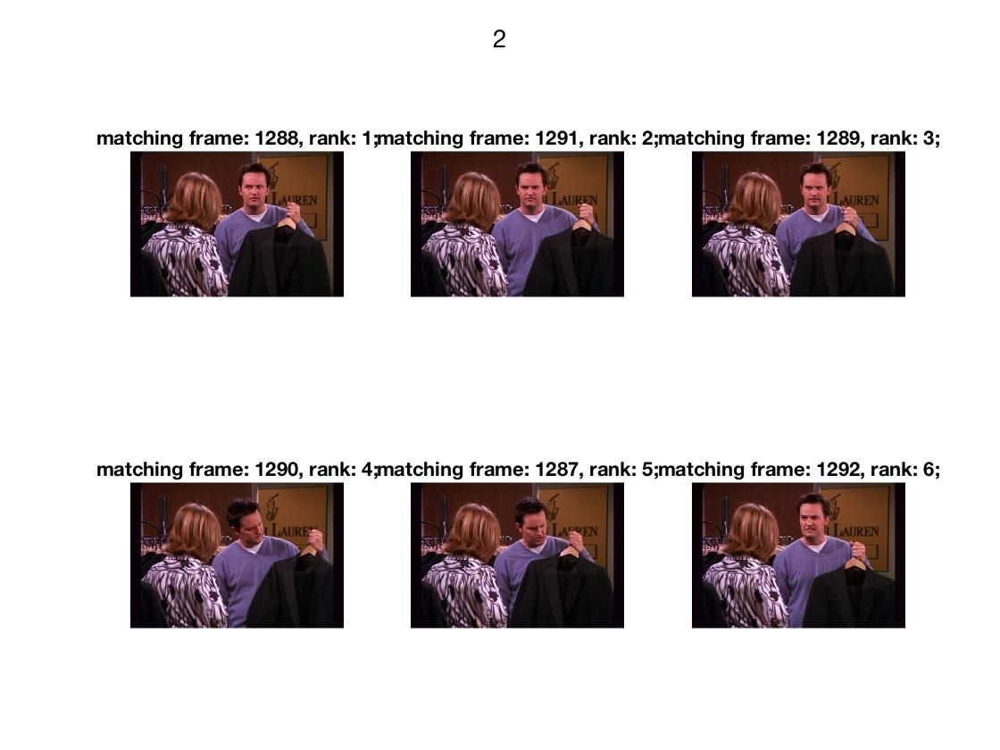 2
matching frame: 1288, rank: 1;
matching frame: 1291, rank: 2;
matching frame: 1289, rank: 3;
LAUREN
LAUREN
LAUREN
matching frame: 1290, rank: 4;
matching frame: 1287, rank: 5;
matching frame: 1292, rank: 6;
LAUREN
LAUREN
LAUREN